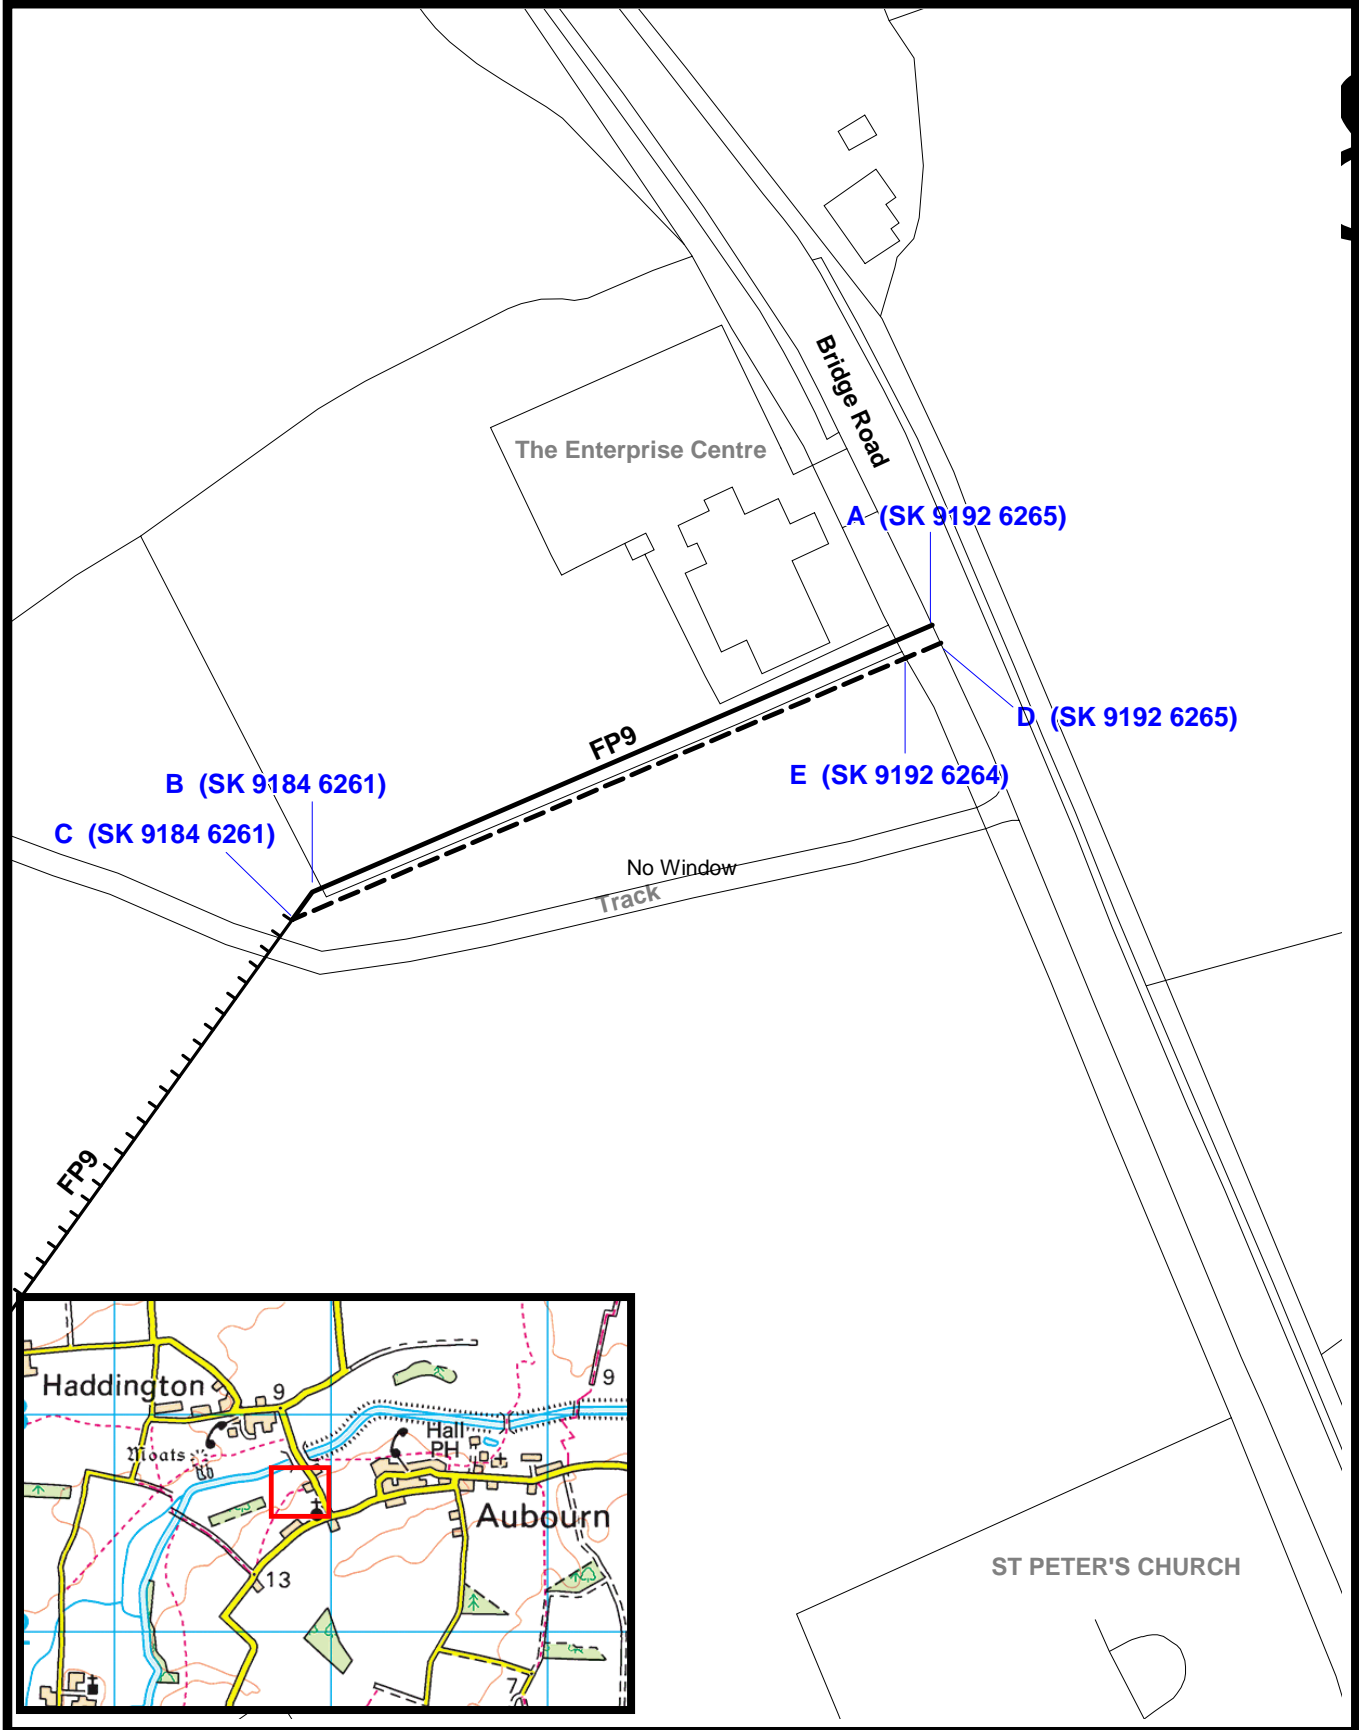 Bridge Road
The Enterprise Centre
A (SK 9192 6265)
D (SK 9192 6265)
FP9
E (SK 9192 6264)
B (SK 9184 6261)
C (SK 9184 6261)
No Window
Track
FP9
Haddington
9
9
Hall
PH
Moats
Aubourn
13
7
ST PETER'S CHURCH